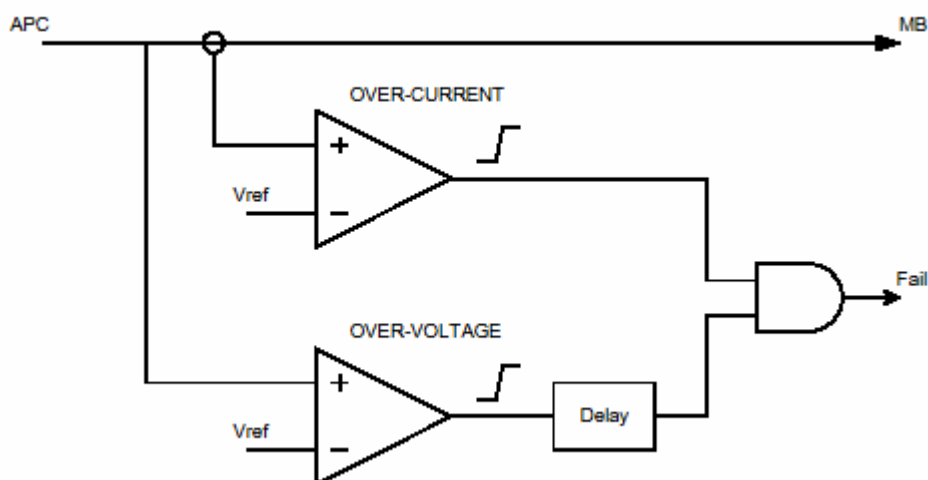 APC
MB
OVER-CURRENT
+
Vref
−
Fail
OVER-VOLTAGE
+
Delay
Vref
−